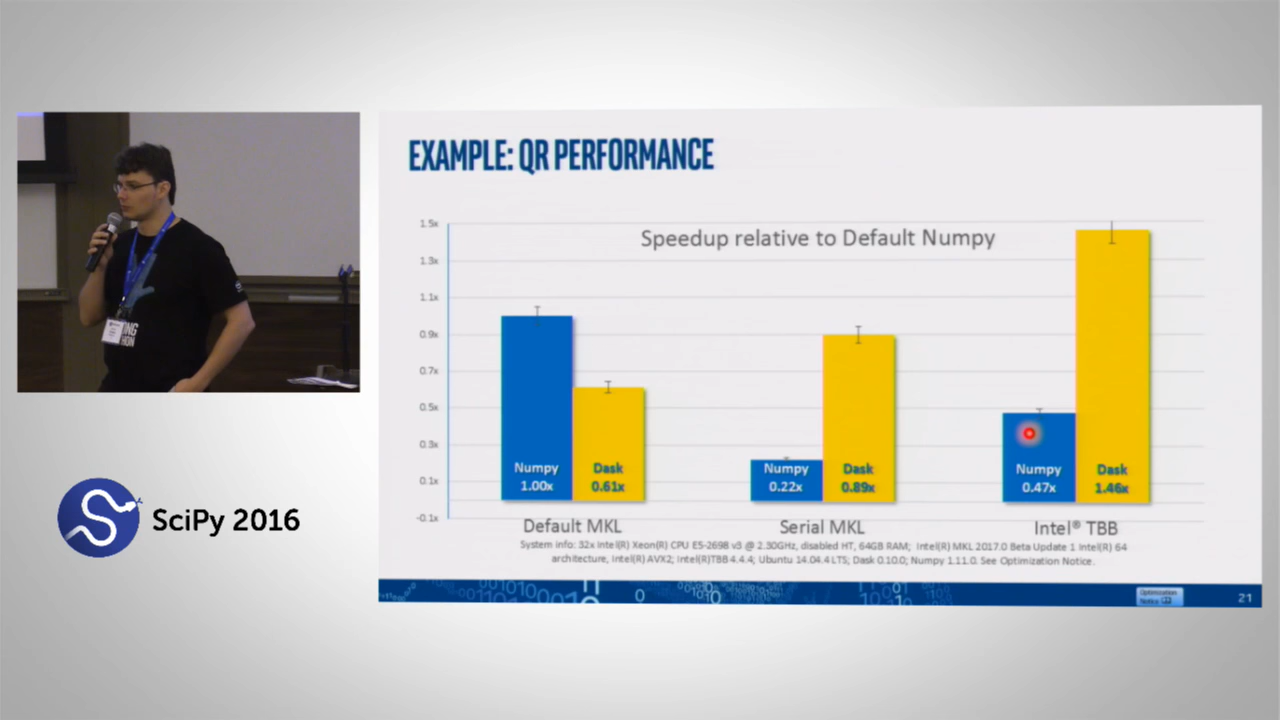 EXAMPLE: QR PERFORMANCE
Speedup relative to Default Numpy
1.5x
1.3x
1.1x
0.9x
0.7x
0.5x
0.3x
0.1x
-0.1x
Numpy
1.00x
Dask
0.61x
Numpy
0.22x
Dask
0.89x
Numpy
0.47x
Dask
1.46x
Default MKL
Serial MKL
Intel® TBB
System info: 32x Intel(R) Xeon(R) CPU E5-2698 v3 @ 2.30GHz, disabled HT, 64GB RAM; Intel(R) MKL 2017.0 Beta Update 1 Intel(R) 64
architecture, Intel(R) AVX2; Intel(R)TBB 4.4.4; Ubuntu 14.04.4 LTS; Dask 0.10.0; Numpy 1.11.0. See Optimization Notice.
Optimization
Notice
21
SciPy 2016